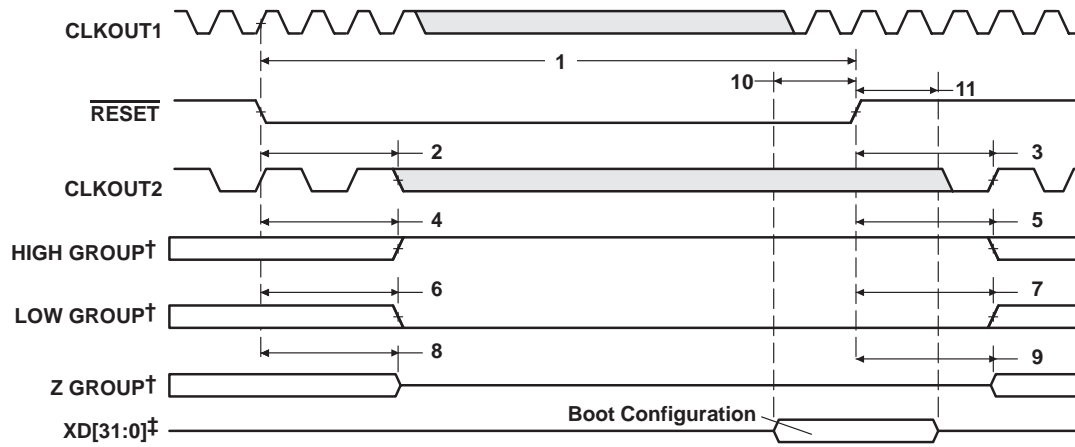 CLKOUT1
1
10
11
RESET
2
3
CLKOUT2
4
5
HIGH GROUP†
6
7
LOW GROUP†
8
9
Z GROUP†
Boot Configuration
XD[31:0]‡